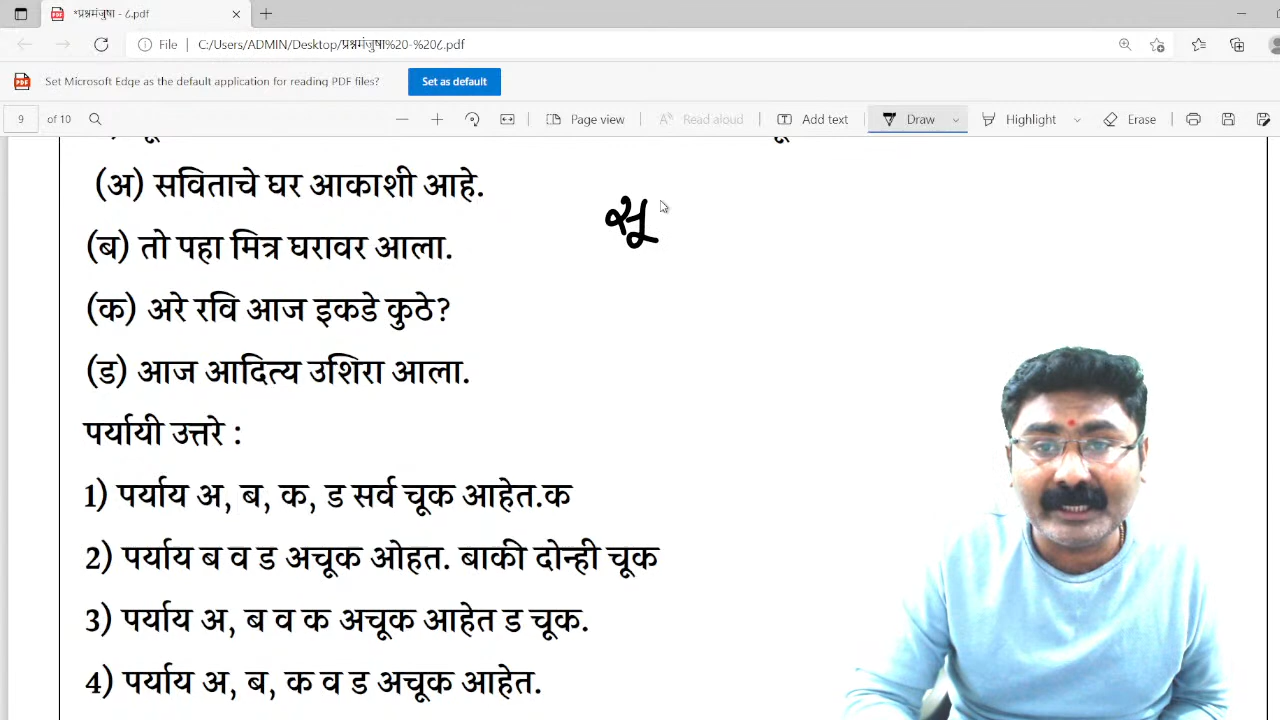 *प्रश्नमंजुषा - ८.pdf
File C:/Users/ADMIN/Desktop/प्रश्नमंजुषा%20-%20८.pdf
Set Microsoft Edge as the default application for reading PDF files? Set as default
9 of 10 Page view Read aloud Add text Draw Highlight Erase
(अ) सविताचे घर आकाशी आहे.
सू
(ब) तो पहा मित्र घरावर आला.
(क) अरे रवि आज इकडे कुठे?
(ड) आज आदित्य उशिरा आला.
पर्यायी उत्तरे :
1) पर्याय अ, ब, क, ड सर्व चूक आहेत.क
2) पर्याय ब व ड अचूक ओहत. बाकी दोन्ही चूक
3) पर्याय अ, ब व क अचूक आहेत ड चूक.
4) पर्याय अ, ब, क व ड अचूक आहेत.